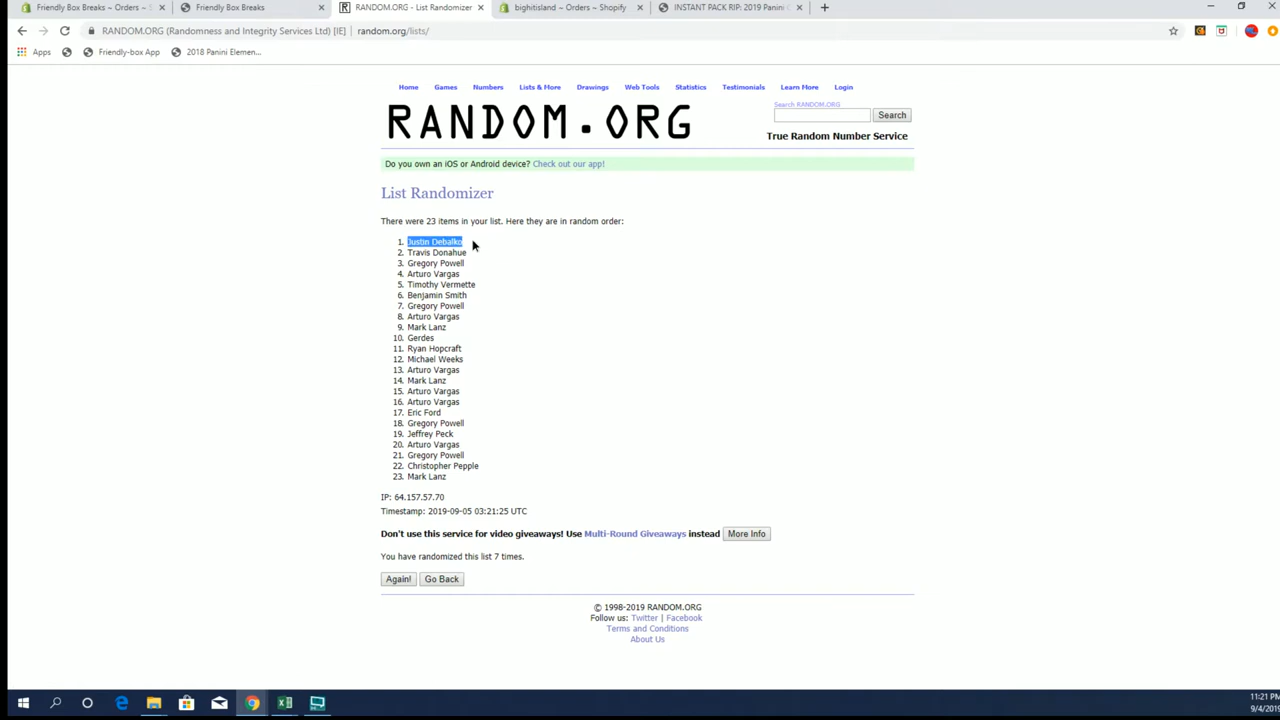 Friendly Box Breaks ~ Orders ~ S
Friendly Box Breaks
RANDOM.ORG - List Randomizer
bighitisland ~ Orders ~ Shopify
INSTANT PACK RIP: 2019 Panini C
RANDOM.ORG (Randomness and Integrity Services Ltd) [IE] | random.org/lists/
Apps
Friendly-box App
2018 Panini Elemen...
Home
Games
Numbers
Lists & More
Drawings
Web Tools
Statistics
Testimonials
Learn More
Login
RANDOM.ORG
Search RANDOM.ORG
Search
True Random Number Service
Do you own an iOS or Android device? Check out our app!
List Randomizer
There were 23 items in your list. Here they are in random order:
1. Justin Debalko
2. Travis Donahue
3. Gregory Powell
4. Arturo Vargas
5. Timothy Vermette
6. Benjamin Smith
7. Gregory Powell
8. Arturo Vargas
9. Mark Lanz
10. Gerdes
11. Ryan Hopcraft
12. Michael Weeks
13. Arturo Vargas
14. Mark Lanz
15. Arturo Vargas
16. Arturo Vargas
17. Eric Ford
18. Gregory Powell
19. Jeffrey Peck
20. Arturo Vargas
21. Gregory Powell
22. Christopher Pepple
23. Mark Lanz
IP: 64.157.57.70
Timestamp: 2019-09-05 03:21:25 UTC
Don't use this service for video giveaways! Use Multi-Round Giveaways instead More Info
You have randomized this list 7 times.
Again! Go Back
© 1998-2019 RANDOM.ORG
Follow us: Twitter | Facebook
Terms and Conditions
About Us
11:21 PM
9/4/2019